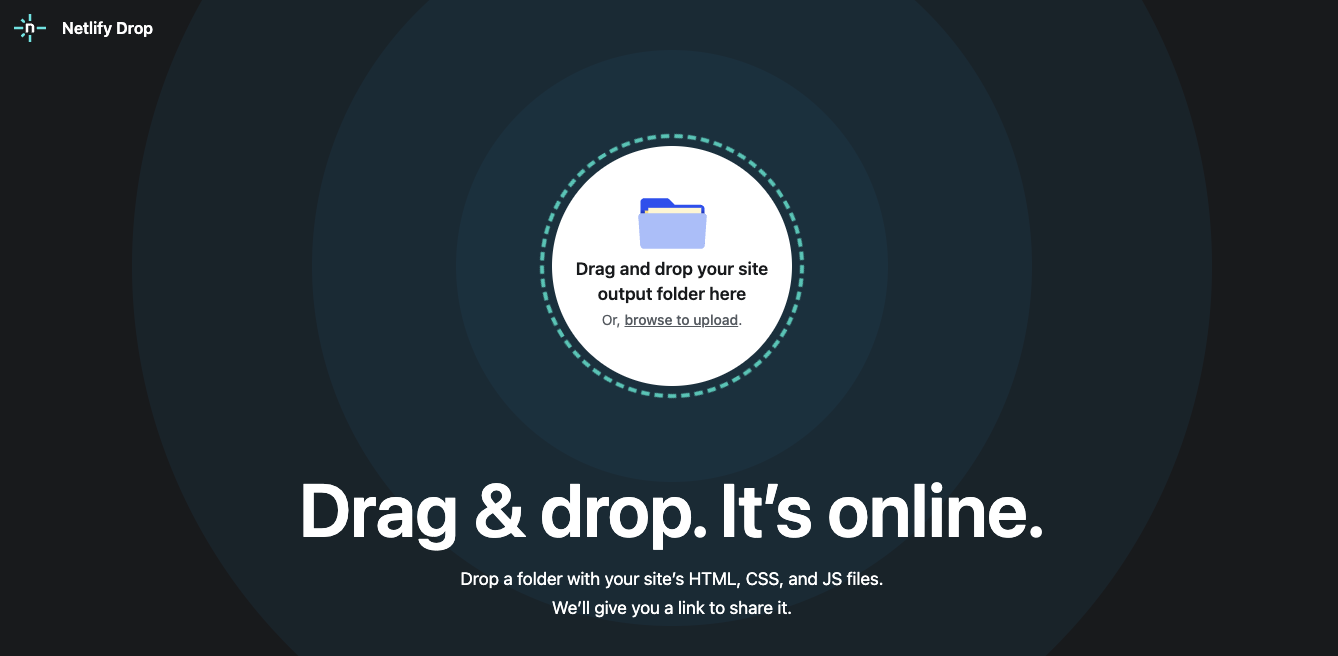 Netlify Drop
Drag and drop your site
output folder here
Or, browse to upload.
Drag & drop. It’s online.
Drop a folder with your site’s HTML, CSS, and JS files.
We’ll give you a link to share it.